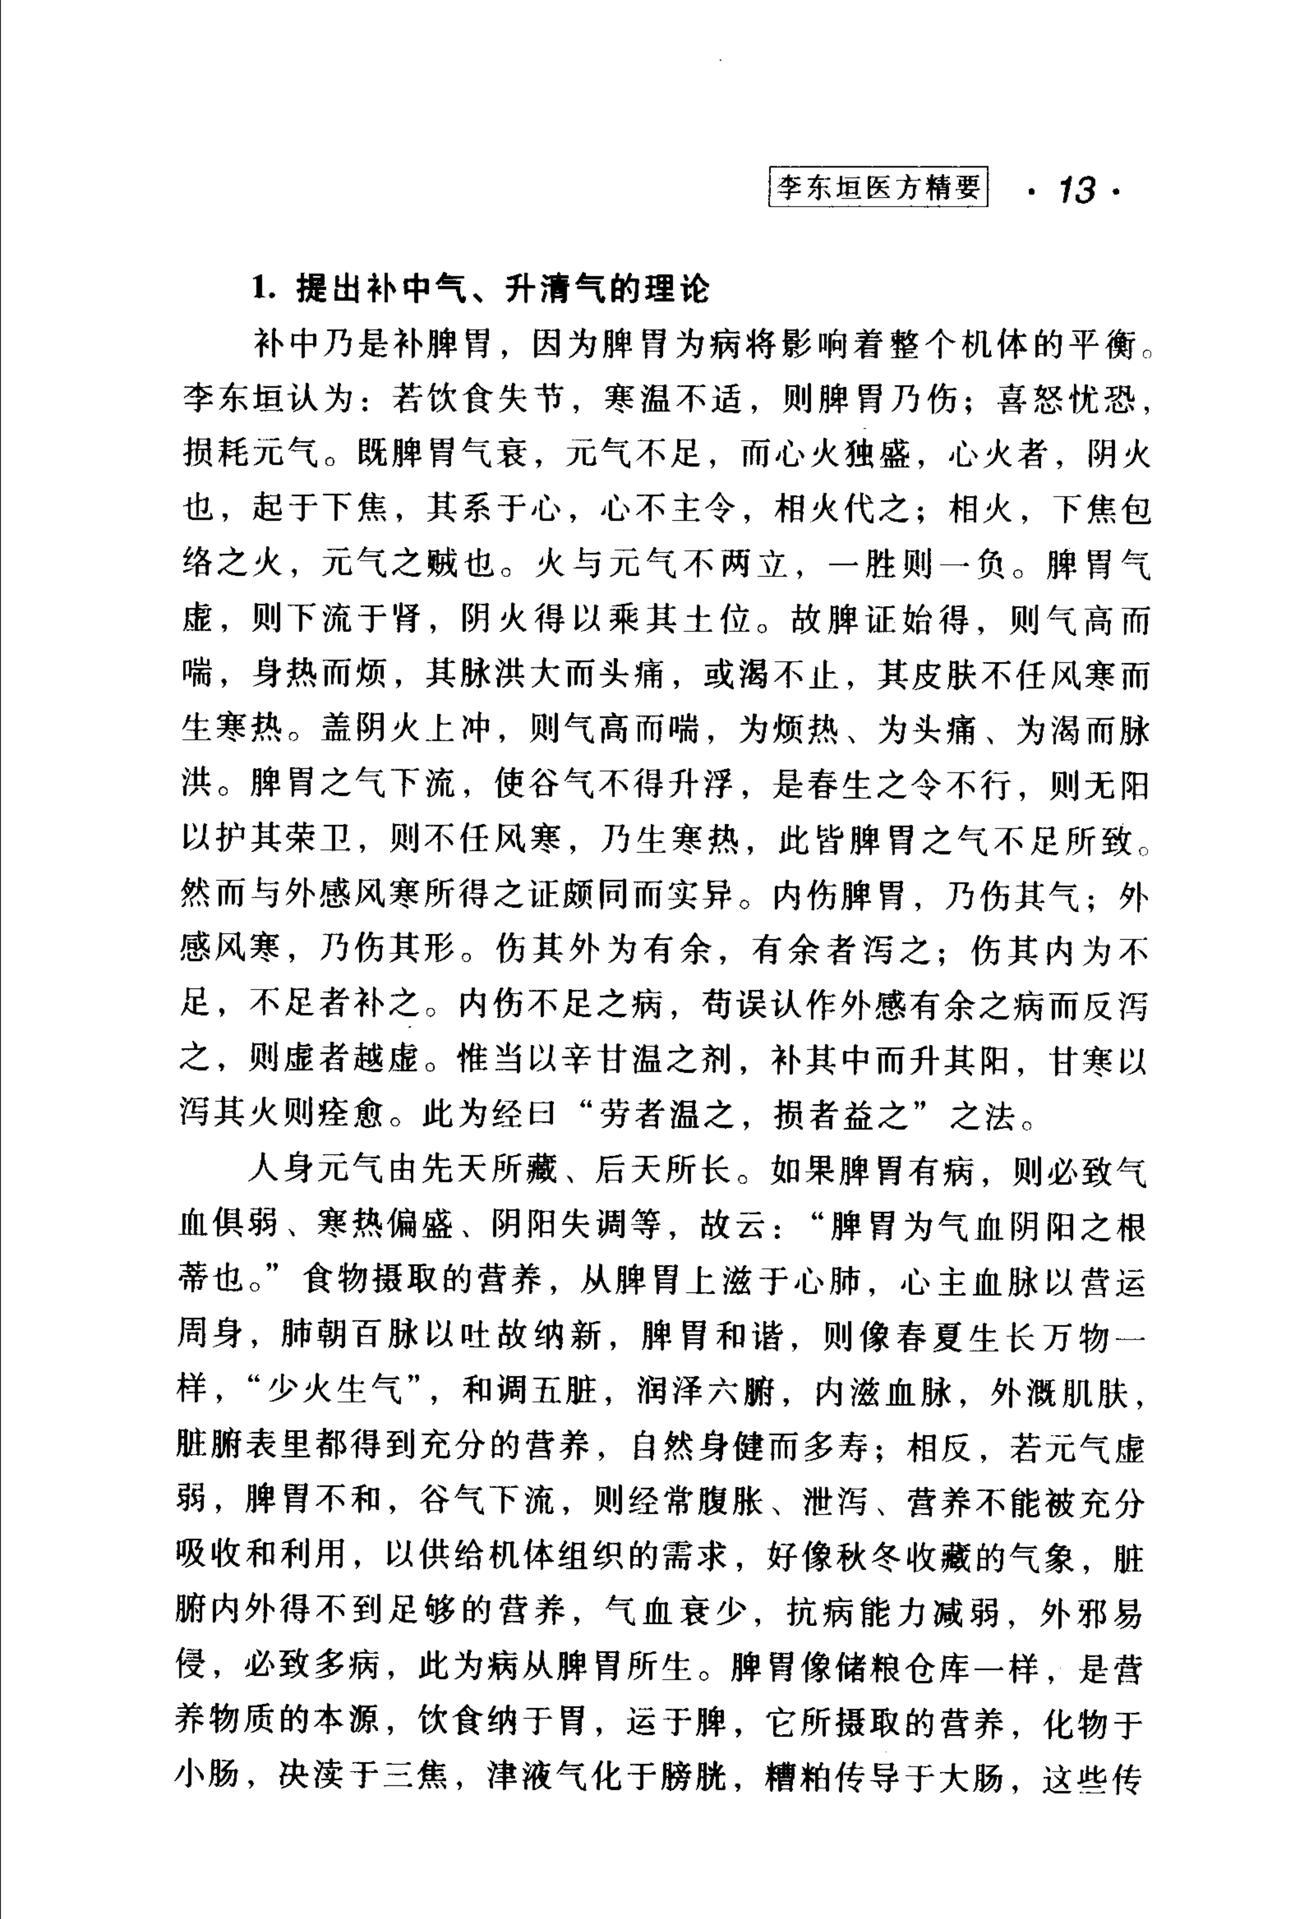 李东垣医方精要 · 13 ·
1. 提出补中气、升清气的理论
补中乃是补脾胃，因为脾胃为病将影响着整个机体的平衡。
李东垣认为：若饮食失节，寒温不适，则脾胃乃伤；喜怒忧恐，
损耗元气。既脾胃气衰，元气不足，而心火独盛，心火者，阴火
也，起于下焦，其系于心，心不主令，相火代之；相火，下焦包
络之火，元气之贼也。火与元气不两立，一胜则一负。脾胃气
虚，则下流于肾，阴火得以乘其土位。故脾证始得，则气高而
喘，身热而烦，其脉洪大而头痛，或渴不止，其皮肤不任风寒而
生寒热。盖阴火上冲，则气高而喘，为烦热、为头痛、为渴而脉
洪。脾胃之气下流，使谷气不得升浮，是春生之令不行，则无阳
以护其荣卫，则不任风寒，乃生寒热，此皆脾胃之气不足所致。
然而与外感风寒所得之证颇同而实异。内伤脾胃，乃伤其气；外
感风寒，乃伤其形。伤其外为有余，有余者泻之；伤其内为不
足，不足者补之。内伤不足之病，苟误认作外感有余之病而反泻
之，则虚者越虚。惟当以辛甘温之剂，补其中而升其阳，甘寒以
泻其火则痊愈。此为经曰“劳者温之，损者益之”之法。
人身元气由先天所藏、后天所长。如果脾胃有病，则必致气
血俱弱、寒热偏盛、阴阳失调等，故云：“脾胃为气血阴阳之根
蒂也。”食物摄取的营养，从脾胃上滋于心肺，心主血脉以营运
周身，肺朝百脉以吐故纳新，脾胃和谐，则像春夏生长万物一
样，“少火生气”，和调五脏，润泽六腑，内滋血脉，外溉肌肤，
脏腑表里都得到充分的营养，自然身健而多寿；相反，若元气虚
弱，脾胃不和，谷气下流，则经常腹胀、泄泻、营养不能被充分
吸收和利用，以供给机体组织的需求，好像秋冬收藏的气象，脏
腑内外得不到足够的营养，气血衰少，抗病能力减弱，外邪易
侵，必致多病，此为病从脾胃所生。脾胃像储粮仓库一样，是营
养物质的本源，饮食纳于胃，运于脾，它所摄取的营养，化物于
小肠，决渎于三焦，津液气化于膀胱，糟粕传导于大肠，这些传